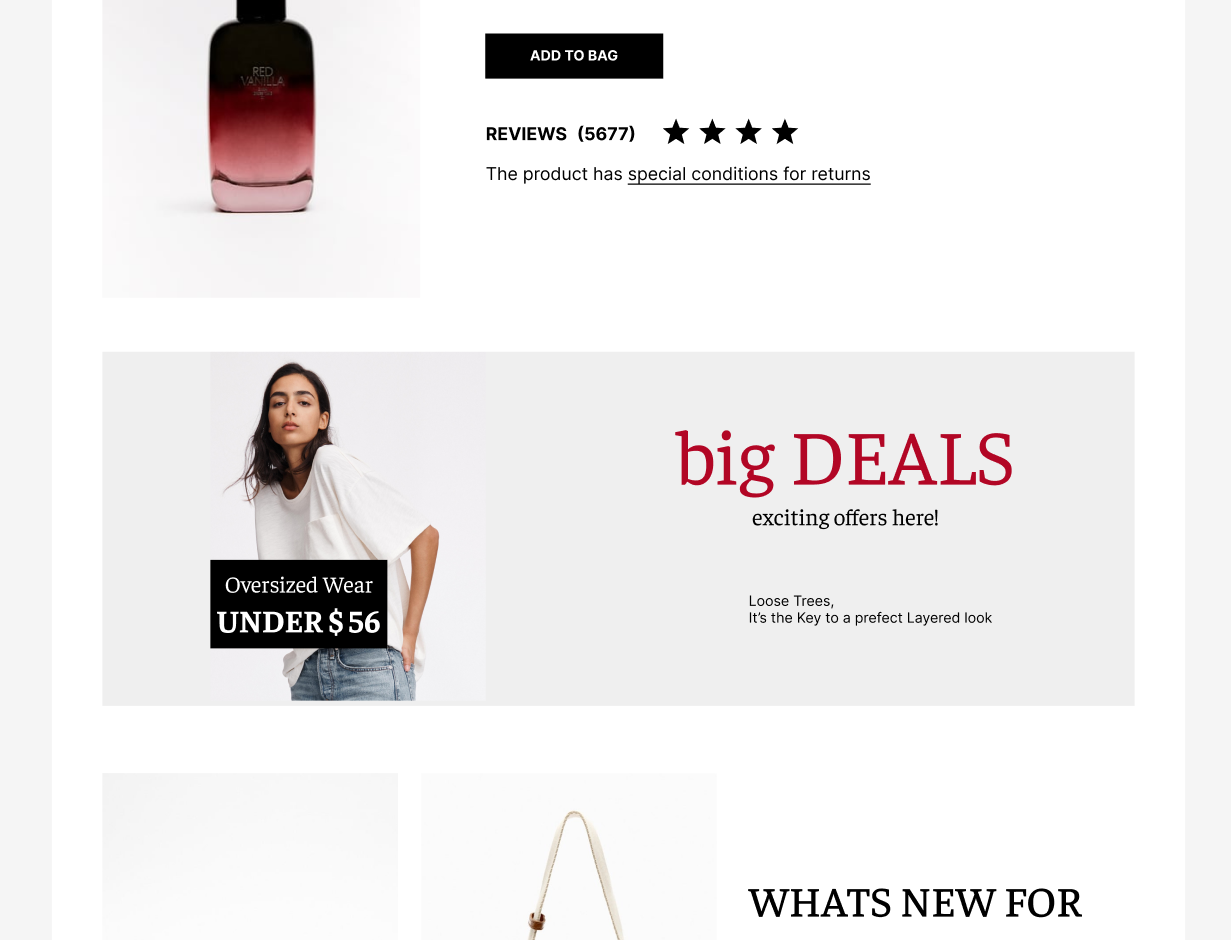 RED
VANILLA
ADD TO BAG
REVIEWS (5677)
The product has special conditions for returns
big DEALS
exciting offers here!
Oversized Wear
UNDER $ 56
Loose Trees,
It's the Key to a prefect Layered look
WHATS NEW FOR